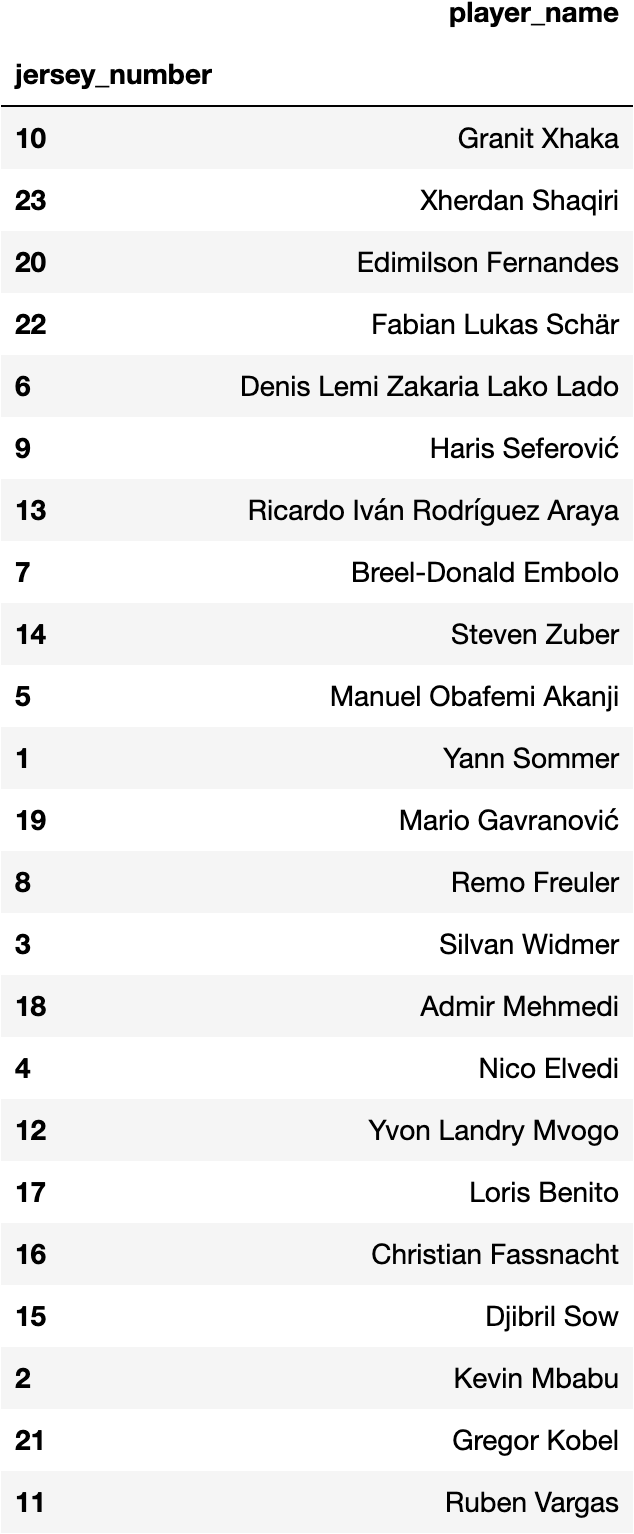 player_name
jersey_number
10 Granit Xhaka
23 Xherdan Shaqiri
20 Edimilson Fernandes
22 Fabian Lukas Schär
6 Denis Lemi Zakaria Lako Lado
9 Haris Seferović
13 Ricardo Iván Rodríguez Araya
7 Breel-Donald Embolo
14 Steven Zuber
5 Manuel Obafemi Akanji
1 Yann Sommer
19 Mario Gavranović
8 Remo Freuler
3 Silvan Widmer
18 Admir Mehmedi
4 Nico Elvedi
12 Yvon Landry Mvogo
17 Loris Benito
16 Christian Fassnacht
15 Djibril Sow
2 Kevin Mbabu
21 Gregor Kobel
11 Ruben Vargas